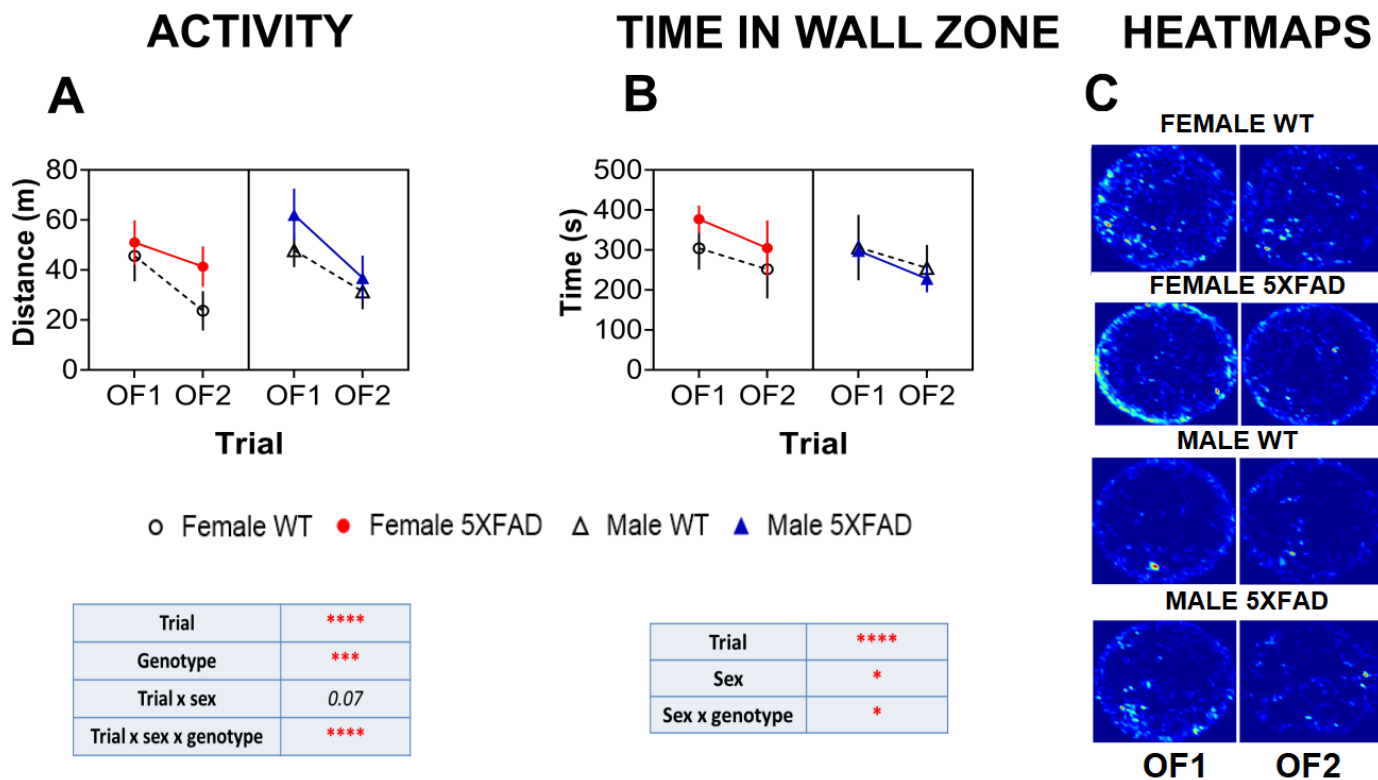 ACTIVITY
TIME IN WALL ZONE
HEATMAPS
A
B
C
Distance (m)
80
60
40
20
0
OF1 OF2 OF1 OF2
Trial
Time (s)
500
400
300
200
100
0
OF1 OF2 OF1 OF2
Trial
FEMALE WT
FEMALE 5XFAD
MALE WT
MALE 5XFAD
OF1 OF2
Female WT Female 5XFAD Male WT Male 5XFAD
Trial ****
Genotype ***
Trial x sex 0.07
Trial x sex x genotype ****
Trial ****
Sex *
Sex x genotype *